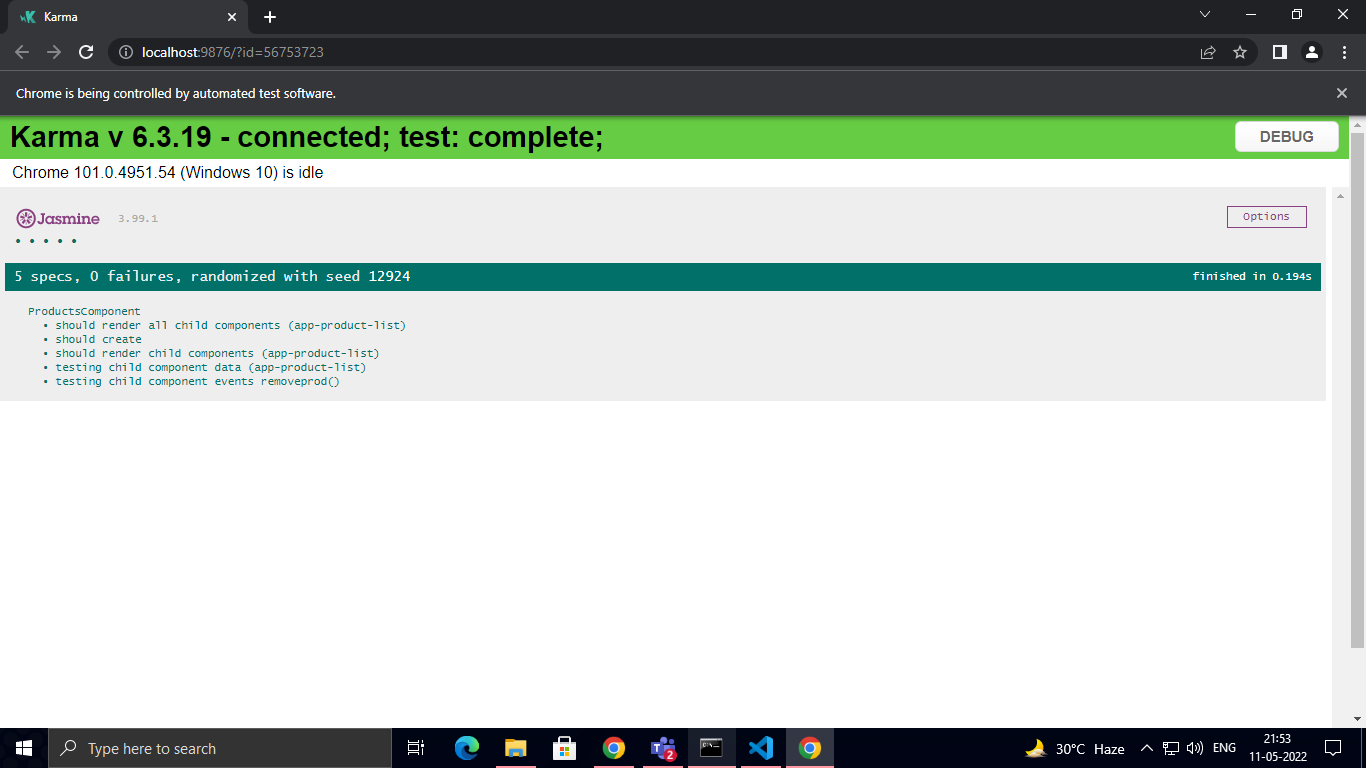 Karma
localhost:9876/?id=56753723
Chrome is being controlled by automated test software.
Karma v 6.3.19 - connected; test: complete;
DEBUG
Chrome 101.0.4951.54 (Windows 10) is idle
Jasmine 3.99.1
Options
• • • • •
5 specs, 0 failures, randomized with seed 12924
finished in 0.194s
ProductsComponent
• should render all child components (app-product-list)
• should create
• should render child components (app-product-list)
• testing child component data (app-product-list)
• testing child component events removeprod()
Type here to search
2
30°C Haze
ENG
21:53
11-05-2022